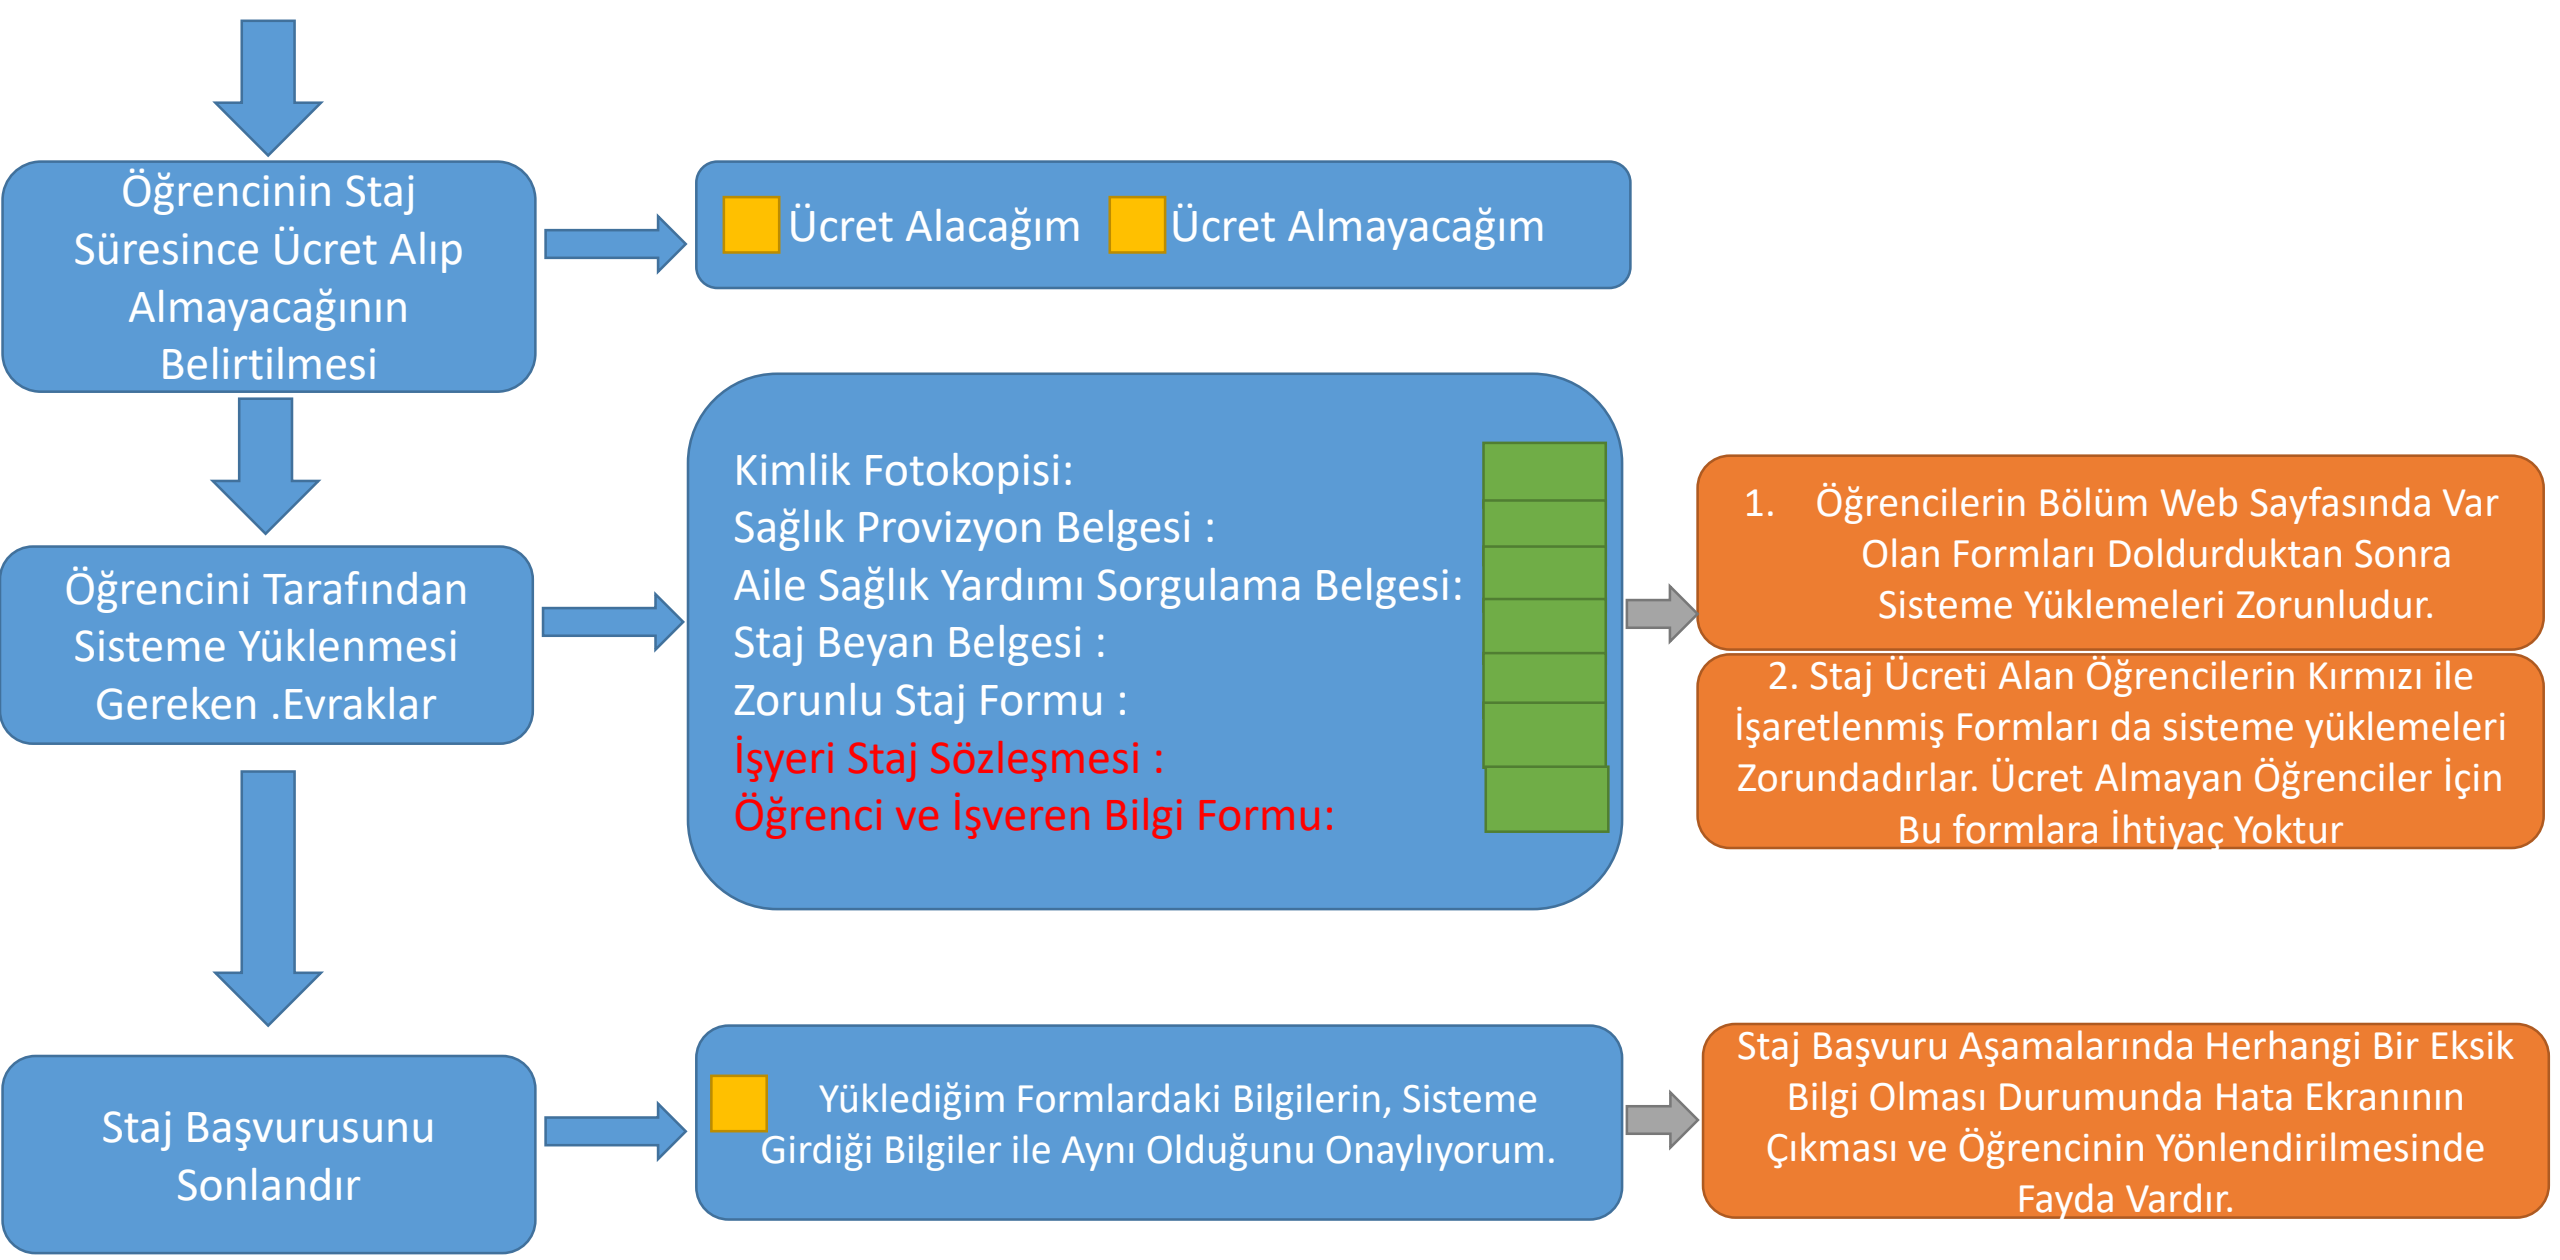 Öğrencinin Staj
Süresince Ücret Alıp
Almayacağının
Belirtilmesi
Ücret Alacağım
Ücret Almayacağım
Öğrencini Tarafından
Sisteme Yüklenmesi
Gereken .Evraklar
Kimlik Fotokopisi:
Sağlık Provizyon Belgesi :
Aile Sağlık Yardımı Sorgulama Belgesi:
Staj Beyan Belgesi :
Zorunlu Staj Formu :
İşyeri Staj Sözleşmesi :
Öğrenci ve İşveren Bilgi Formu:
1. Öğrencilerin Bölüm Web Sayfasında Var
Olan Formları Doldurduktan Sonra
Sisteme Yüklemeleri Zorunludur.
2. Staj Ücreti Alan Öğrencilerin Kırmızı ile
İşaretlenmiş Formları da sisteme yüklemeleri
Zorundadırlar. Ücret Almayan Öğrenciler İçin
Bu formlara İhtiyaç Yoktur
Staj Başvurusunu
Sonlandır
Yüklediğim Formlardaki Bilgilerin, Sisteme
Girdiği Bilgiler ile Aynı Olduğunu Onaylıyorum.
Staj Başvuru Aşamalarında Herhangi Bir Eksik
Bilgi Olması Durumunda Hata Ekranının
Çıkması ve Öğrencinin Yönlendirilmesinde
Fayda Vardır.